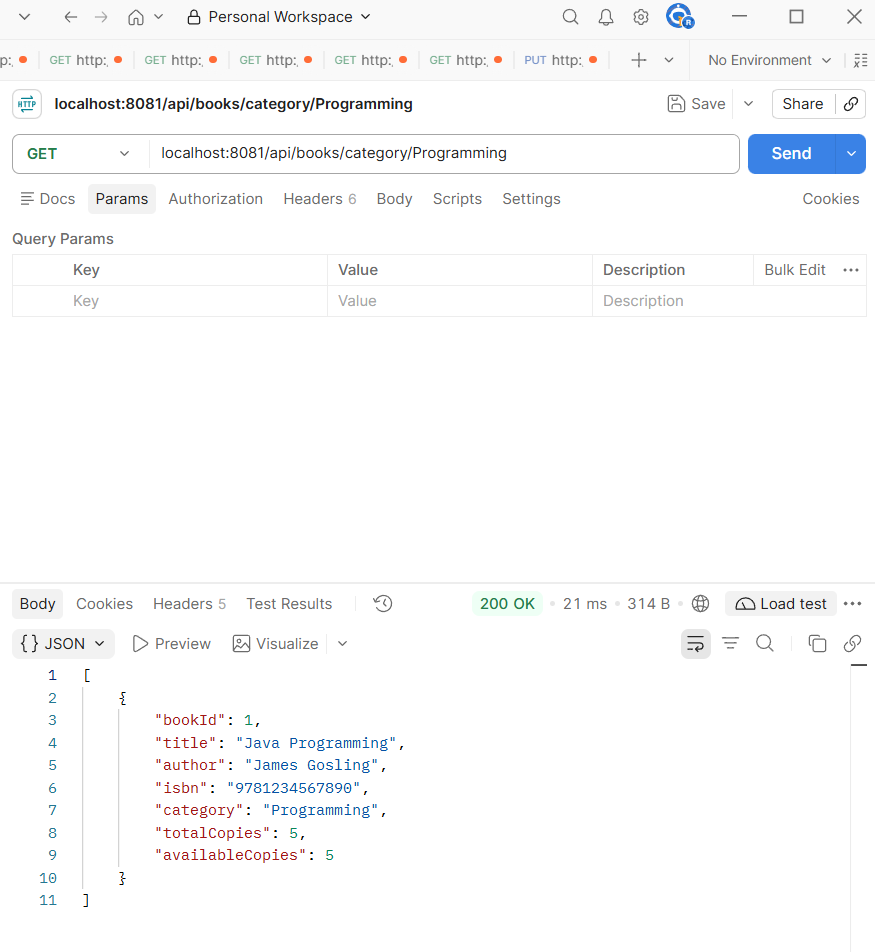 Personal Workspace
p: GET http: GET http: GET http: GET http: GET http: PUT http: No Environment
HTTP localhost:8081/api/books/category/Programming Save Share
GET localhost:8081/api/books/category/Programming Send
Docs Params Authorization Headers 6 Body Scripts Settings Cookies
Query Params
Key Value Description Bulk Edit
Key Value Description
Body Cookies Headers 5 Test Results 200 OK • 21 ms • 314 B • Load test
{} JSON Preview Visualize
1 [
2 {
3 "bookId": 1,
4 "title": "Java Programming",
5 "author": "James Gosling",
6 "isbn": "9781234567890",
7 "category": "Programming",
8 "totalCopies": 5,
9 "availableCopies": 5
10 }
11 ]